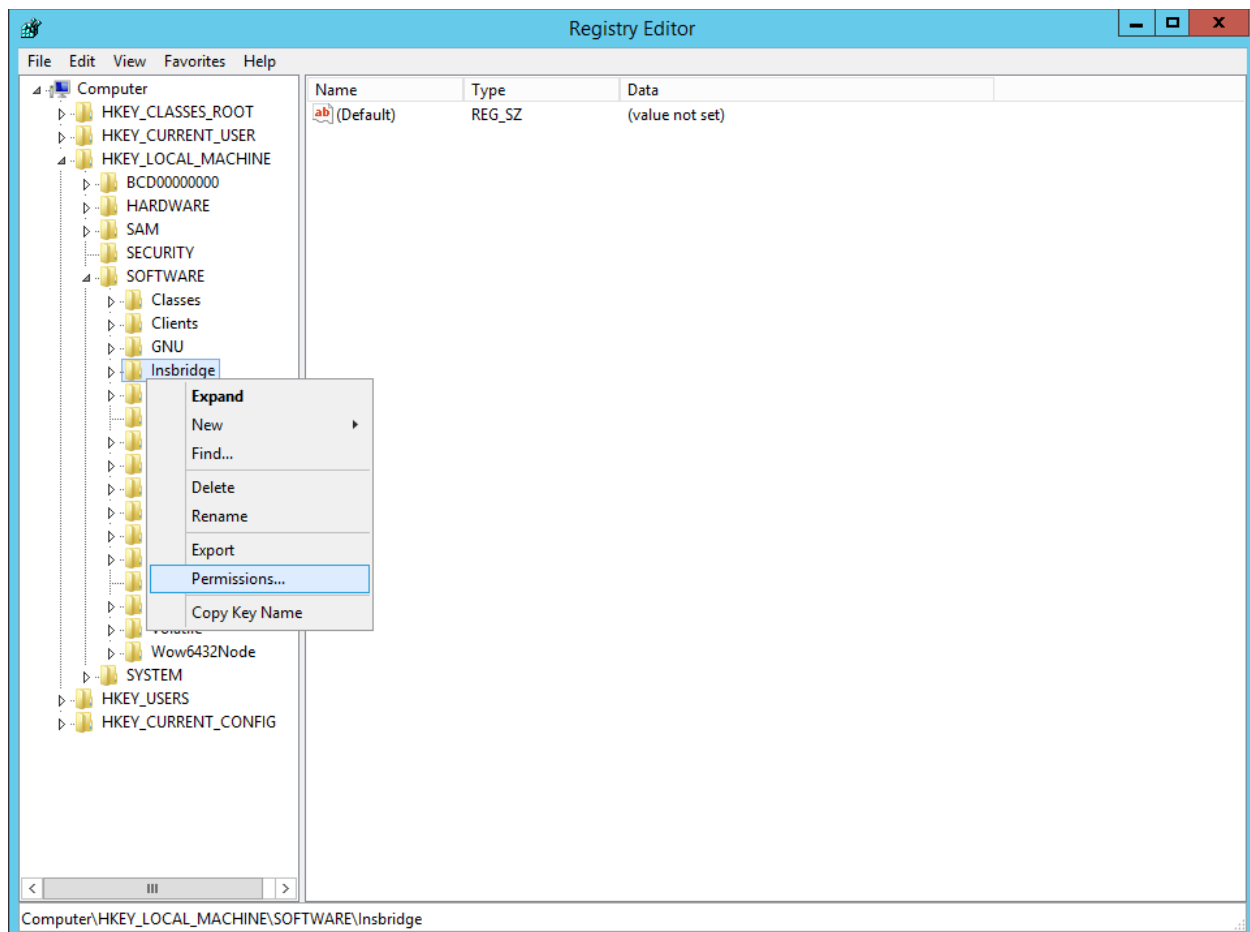 Registry Editor
File Edit View Favorites Help
Computer
HKEY_CLASSES_ROOT
HKEY_CURRENT_USER
HKEY_LOCAL_MACHINE
BCD00000000
HARDWARE
SAM
SECURITY
SOFTWARE
Classes
Clients
GNU
Insbridge
Expand
New
Find...
Delete
Rename
Export
Permissions...
Copy Key Name
Volatile
Wow6432Node
SYSTEM
HKEY_USERS
HKEY_CURRENT_CONFIG
Name Type Data
ab (Default) REG_SZ (value not set)
Computer\HKEY_LOCAL_MACHINE\SOFTWARE\Insbridge